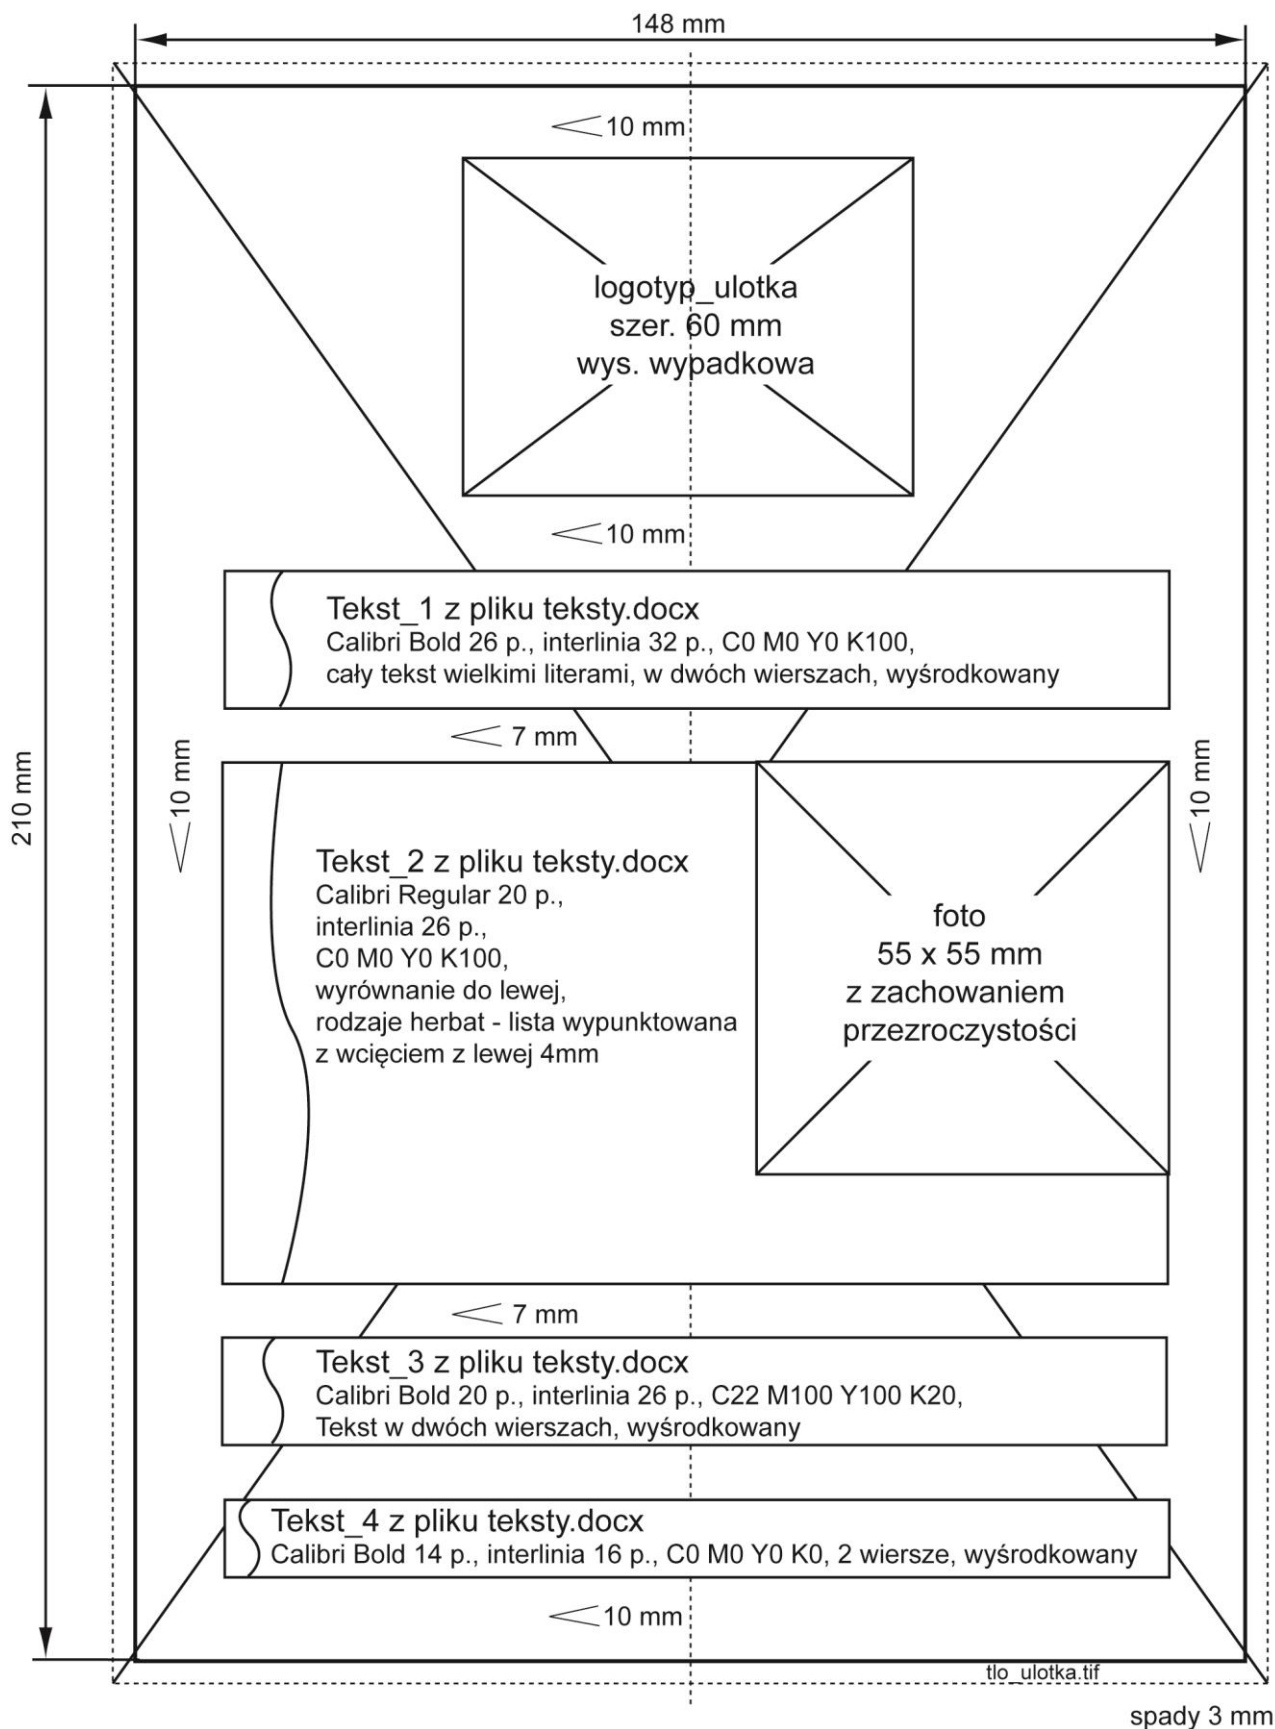 148 mm
10 mm
logotyp_ulotka
szer. 60 mm
wys. wypadkowa
10 mm
Tekst_1 z pliku teksty.docx
Calibri Bold 26 p., interlinia 32 p., C0 M0 Y0 K100,
cały tekst wielkimi literami, w dwóch wierszach, wyśrodkowany
7 mm
210 mm
10 mm
10 mm
Tekst_2 z pliku teksty.docx
Calibri Regular 20 p.,
interlinia 26 p.,
C0 M0 Y0 K100,
wyrównanie do lewej,
rodzaje herbat - lista wypunktowana
z wcięciem z lewej 4mm
foto
55 x 55 mm
z zachowaniem
przezroczystości
7 mm
Tekst_3 z pliku teksty.docx
Calibri Bold 20 p., interlinia 26 p., C22 M100 Y100 K20,
Tekst w dwóch wierszach, wyśrodkowany
Tekst_4 z pliku teksty.docx
Calibri Bold 14 p., interlinia 16 p., C0 M0 Y0 K0, 2 wiersze, wyśrodkowany
10 mm
tlo_ulotka.tif
spady 3 mm